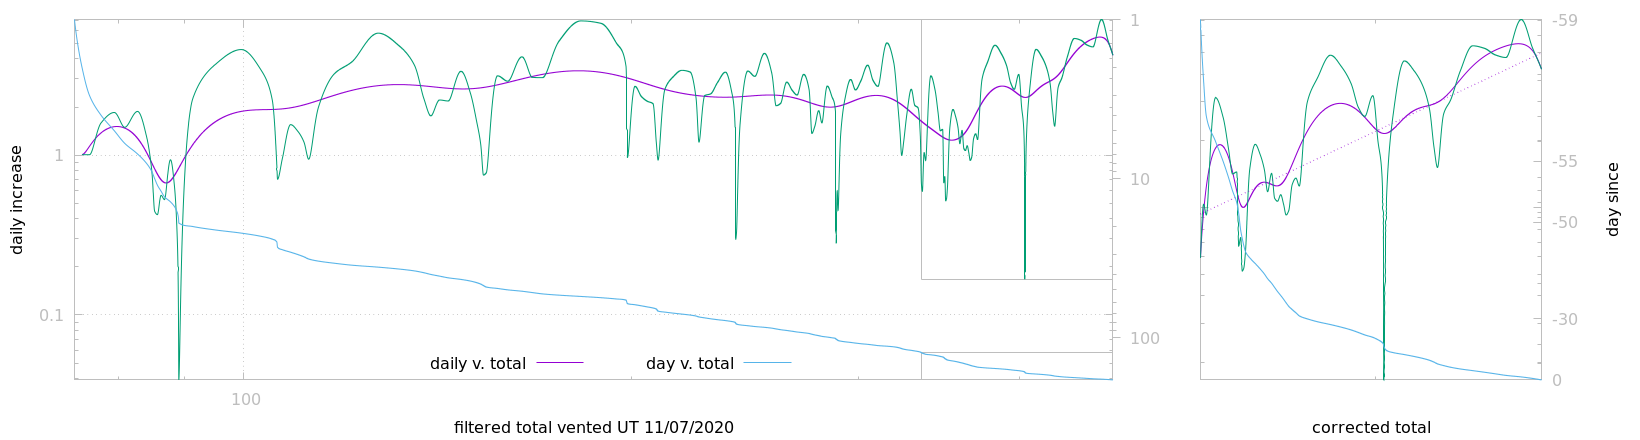 1
0.1
daily increase
100
filtered total vented UT 11/07/2020
daily v. total
day v. total
1
10
100
-59
-55
-50
-30
0
day since
corrected total